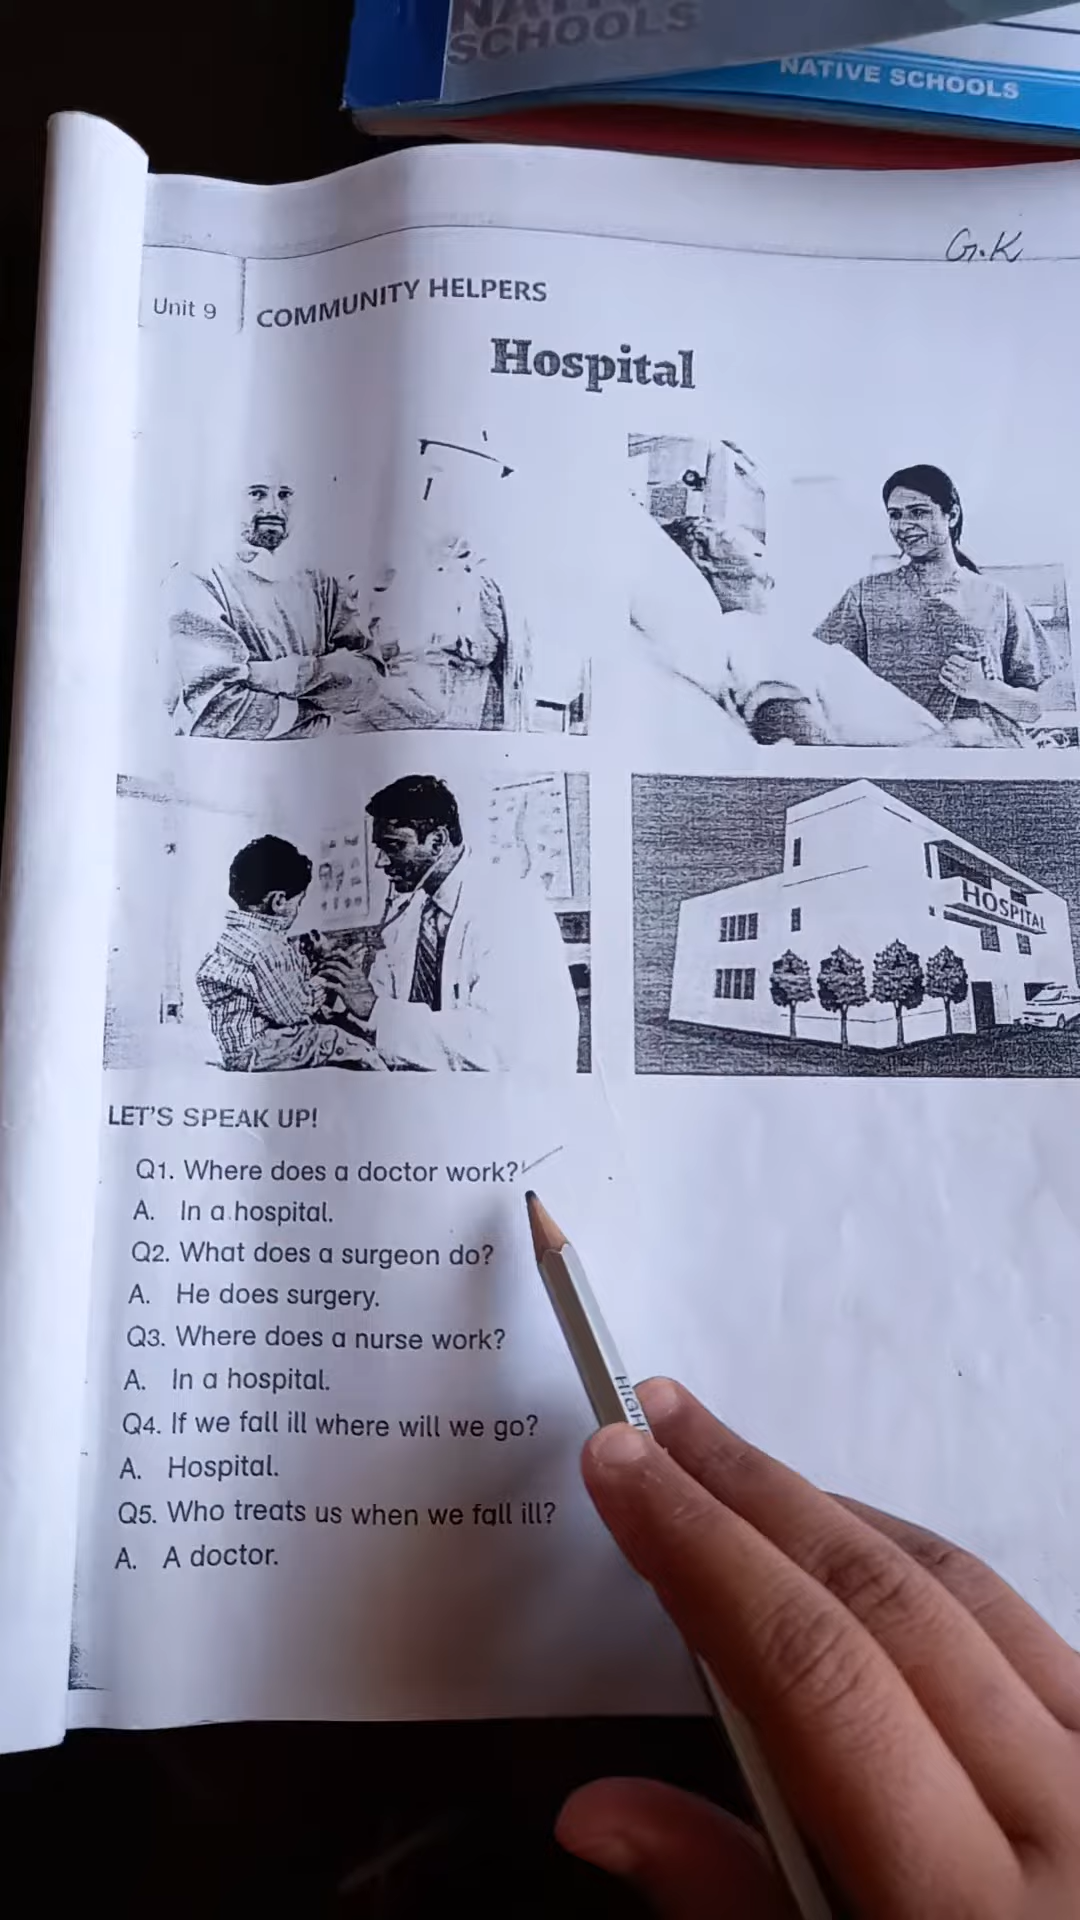 NATIVE
SCHOOLS
NATIVE SCHOOLS
G.K
Unit 9
COMMUNITY HELPERS
Hospital
HOSPITAL
LET'S SPEAK UP!
Q1. Where does a doctor work?
A. In a hospital.
Q2. What does a surgeon do?
A. He does surgery.
Q3. Where does a nurse work?
A. In a hospital.
Q4. If we fall ill where will we go?
A. Hospital.
Q5. Who treats us when we fall ill?
A. A doctor.
HIGH